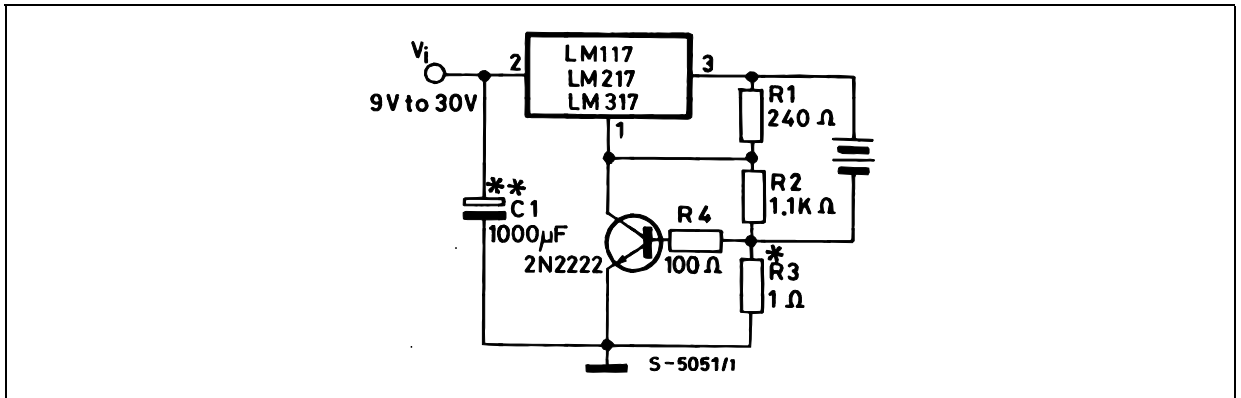 Vi
9V to 30V
2
LM117
LM217
LM317
3
1
R1
240 Ω
R2
1.1K Ω
**
C1
1000µF
2N2222
R4
100 Ω
*
R3
1 Ω
S-5051/1